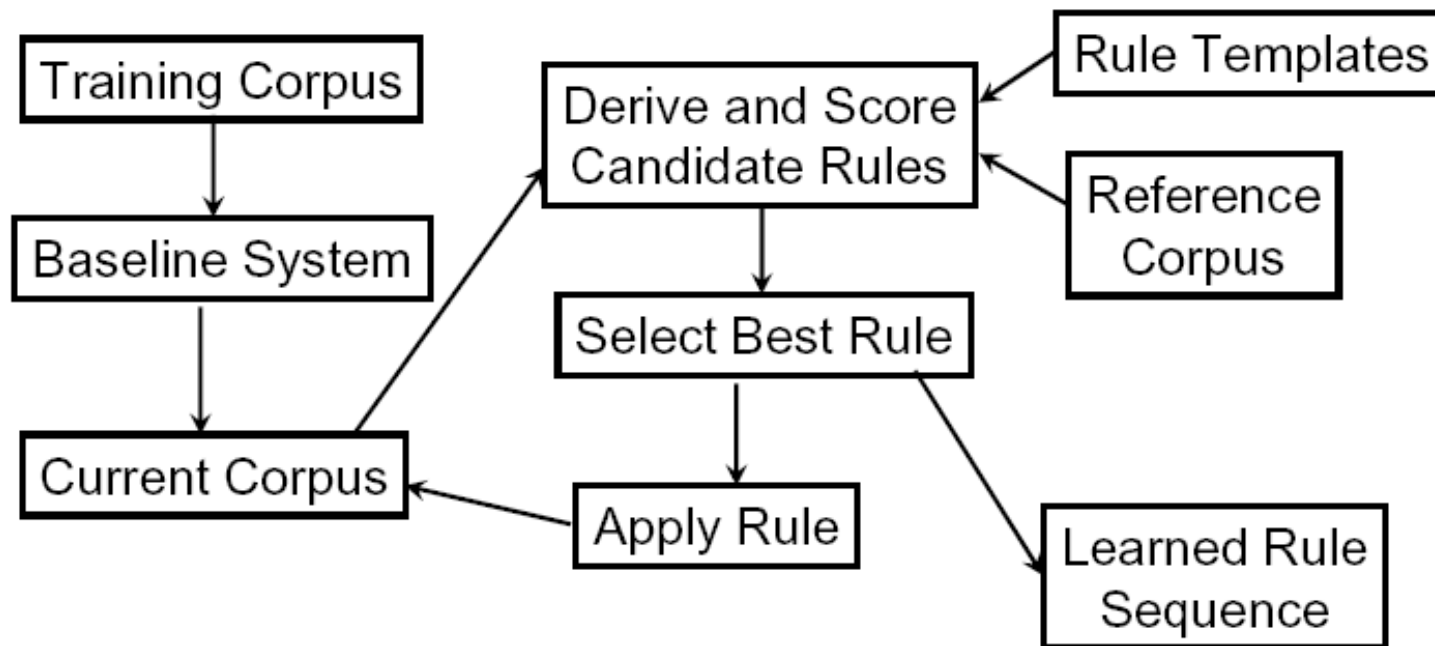 Training Corpus
Baseline System
Current Corpus
Derive and Score
Candidate Rules
Select Best Rule
Apply Rule
Rule Templates
Reference
Corpus
Learned Rule
Sequence